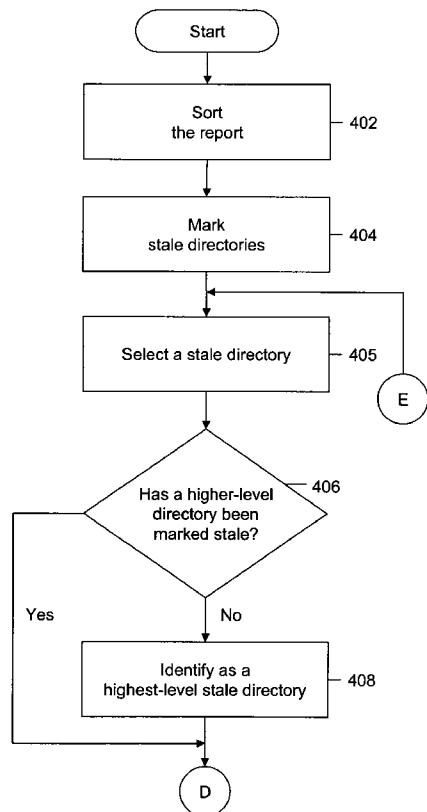 Start
Sort
the report
402
Mark
stale directories
404
Select a stale directory
405
E
Has a higher-level
directory been
marked stale?
406
Yes
No
Identify as a
highest-level stale directory
408
D